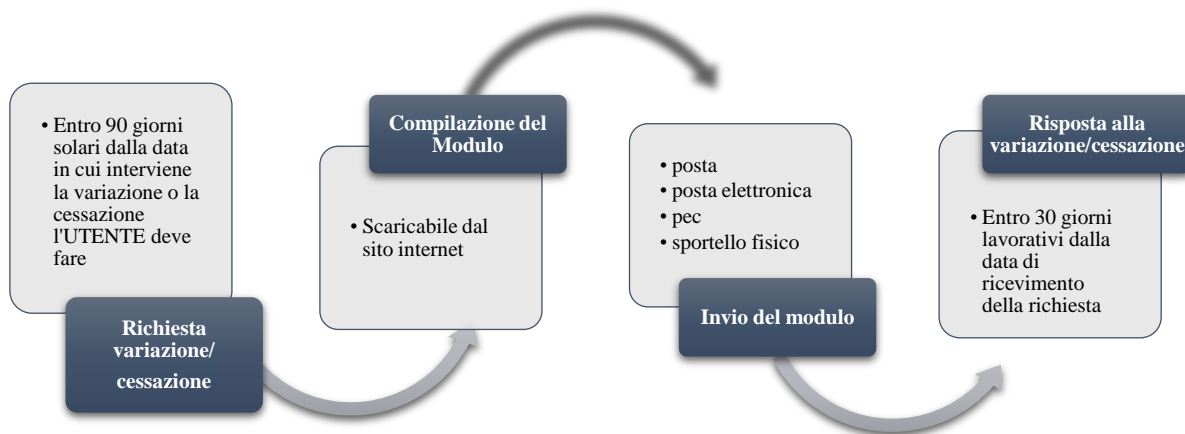 • Entro 90 giorni
solari dalla data
in cui interviene
la variazione o la
cessazione
l'UTENTE deve
fare
Richiesta
variazione/
cessazione
Compilazione del
Modulo
• Scaricabile dal
sito internet
• posta
• posta elettronica
• pec
• sportello fisico
Invio del modulo
Risposta alla
variazione/cessazione
• Entro 30 giorni
lavorativi dalla
data di
ricevimento
della richiesta